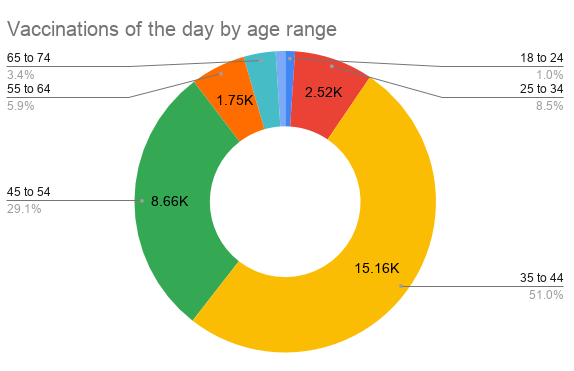 Vaccinations of the day by age range
65 to 74
3.4%
55 to 64
5.9%
45 to 54
29.1%
18 to 24
1.0%
25 to 34
8.5%
35 to 44
51.0%
1.75K
2.52K
8.66K
15.16K